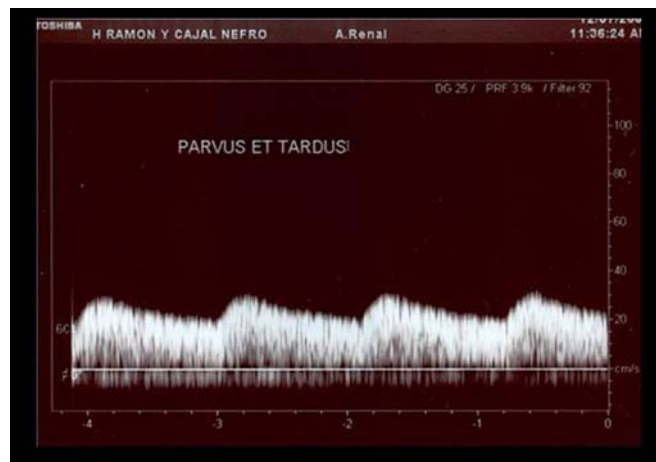 TOSHIBA
H RAMON Y CAJAL NEFRO A.Renal
11:36:24
DG 25 / PRF 3.9k / Filter 92
PARVUS ET TARDUS
100
80
60
40
20
60
cm/s
-4 -3 -2 -1 0